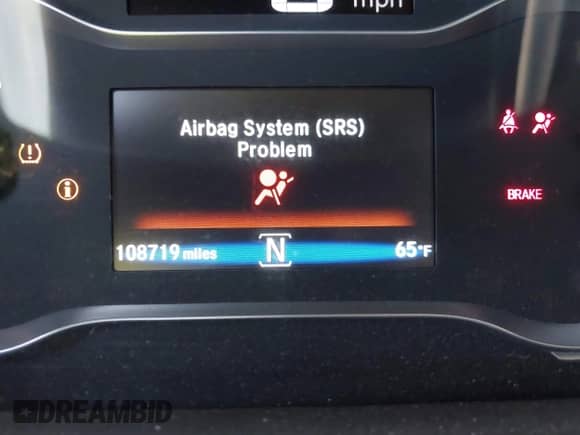 mph
Airbag System (SRS)
Problem
BRAKE
108719 miles
N
65°F
DREAMBID